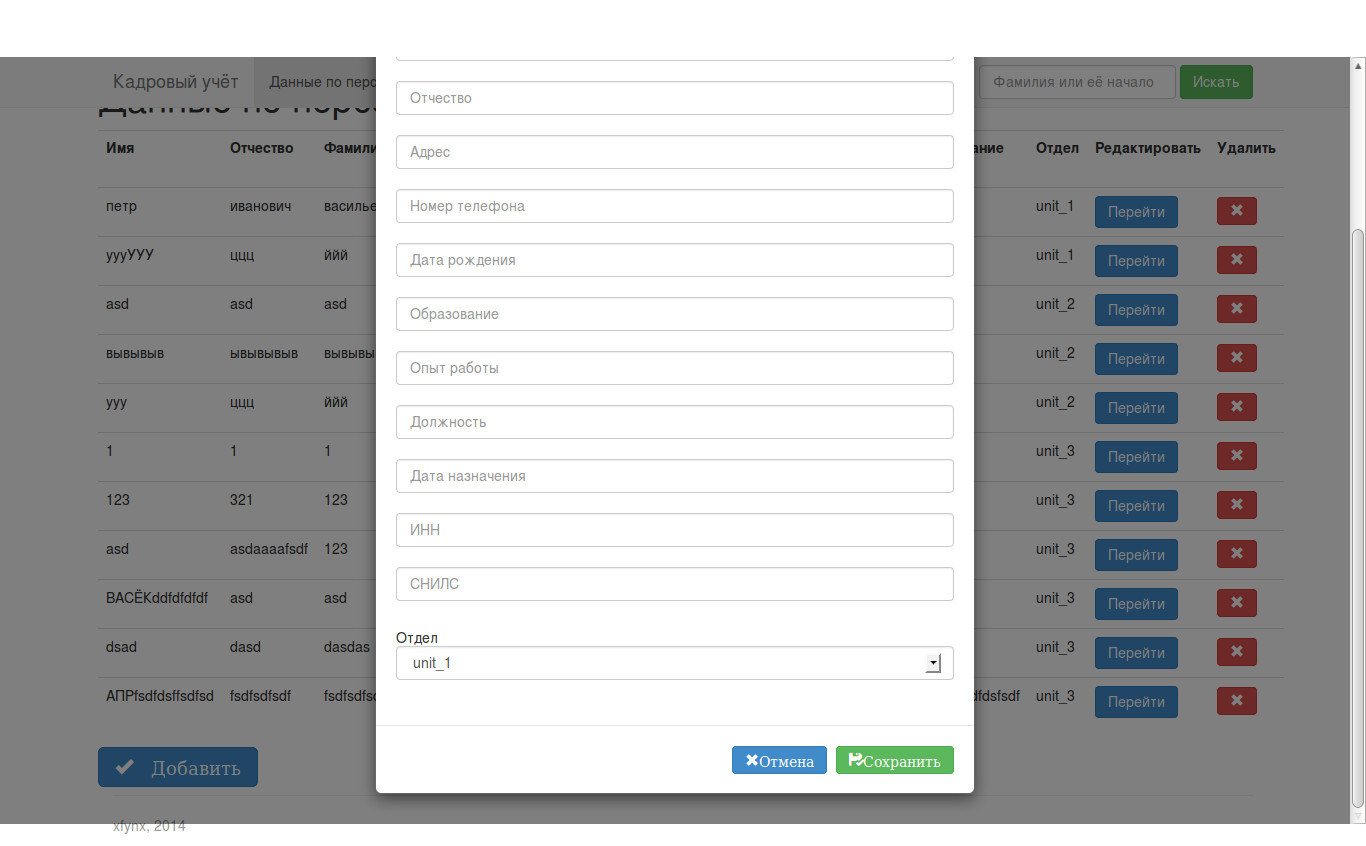 Кадровый учёт
Данные по перс
Фамилия или её начало
Искать
Данные по перс
Имя Отчество Фамили ание Отдел Редактировать Удалить
петр иванович василье unit_1 Перейти
уууУУУ ццц ййй unit_1 Перейти
asd asd asd unit_2 Перейти
вывывыв ывывывыв вывывы unit_2 Перейти
ууу ццц ййй unit_2 Перейти
1 1 1 unit_3 Перейти
123 321 123 unit_3 Перейти
asd asdaaaafsdf 123 unit_3 Перейти
ВАСЁКddfdfdfdf asd asd unit_3 Перейти
dsad dasd dasdas unit_3 Перейти
АПРfsdfdsffsdfsd fsdfsdfsdf fsdfsdfsd dfdsfsdf unit_3 Перейти
Добавить
xfynx, 2014
Отчество
Адрес
Номер телефона
Дата рождения
Образование
Опыт работы
Должность
Дата назначения
ИНН
СНИЛС
Отдел
unit_1
Отмена
Сохранить